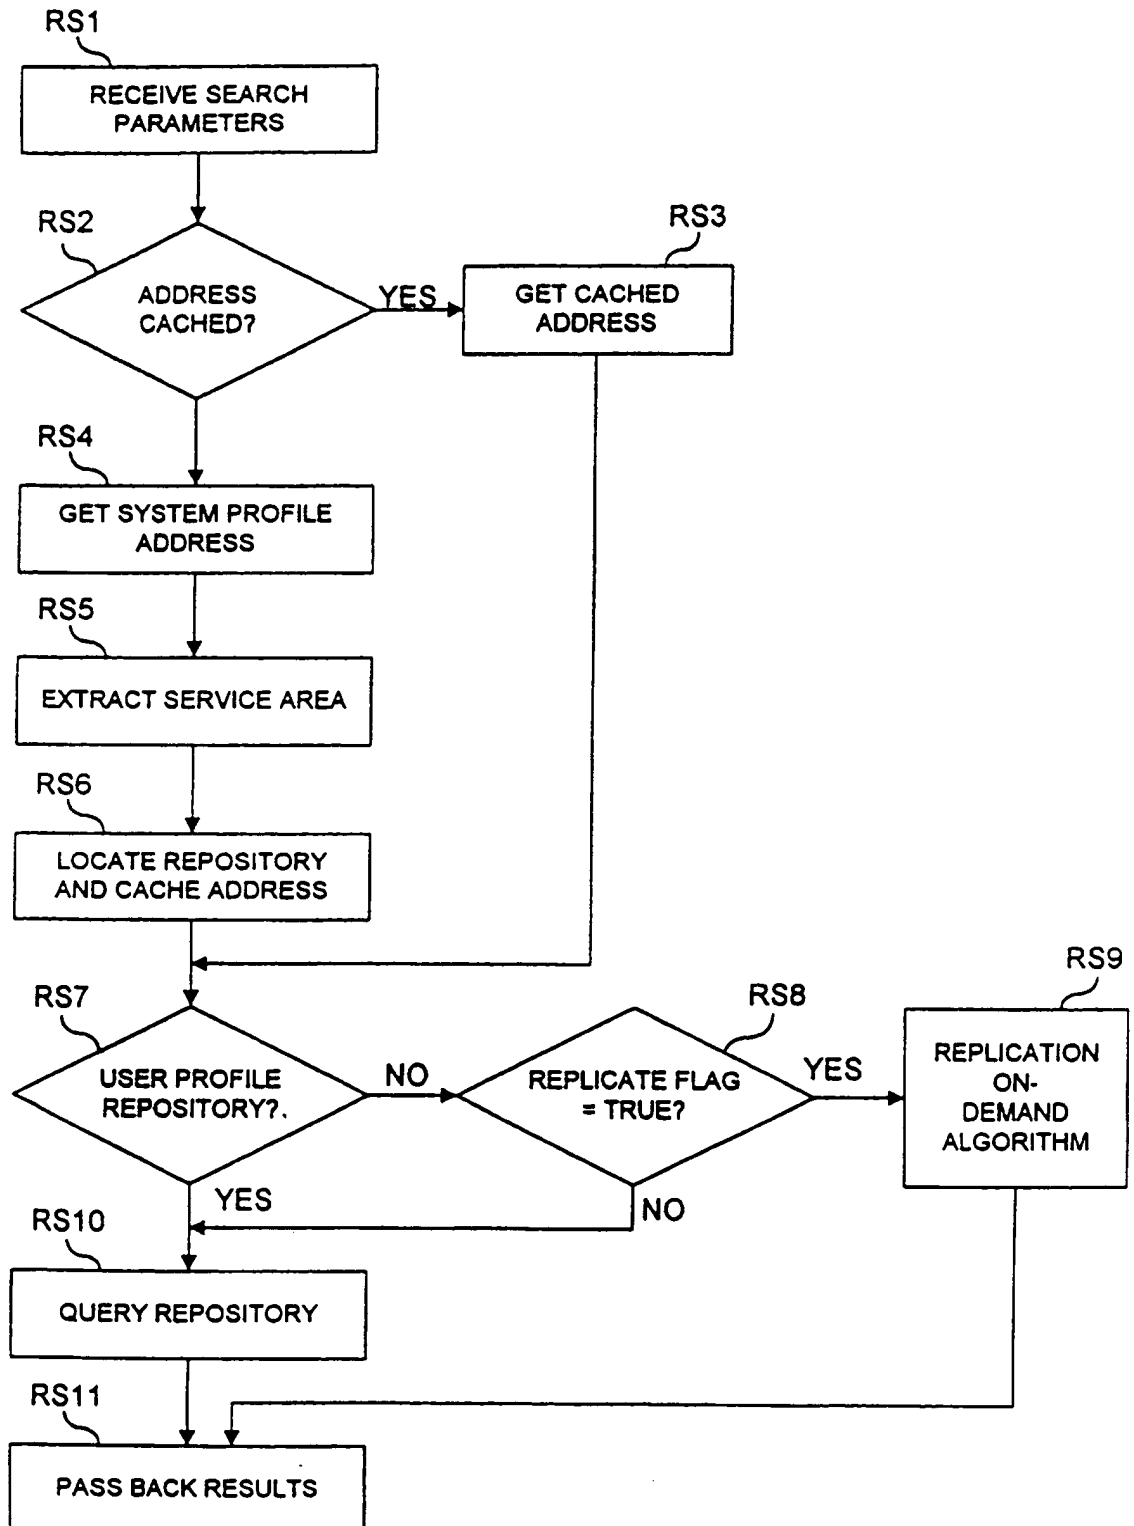 RS1
RECEIVE SEARCH
PARAMETERS
RS2
ADDRESS
CACHED?
YES
RS3
GET CACHED
ADDRESS
RS4
GET SYSTEM PROFILE
ADDRESS
RS5
EXTRACT SERVICE AREA
RS6
LOCATE REPOSITORY
AND CACHE ADDRESS
RS7
USER PROFILE
REPOSITORY?.
NO
RS8
REPLICATE FLAG
= TRUE?
YES
RS9
REPLICATION
ON-
DEMAND
ALGORITHM
YES
NO
RS10
QUERY REPOSITORY
RS11
PASS BACK RESULTS